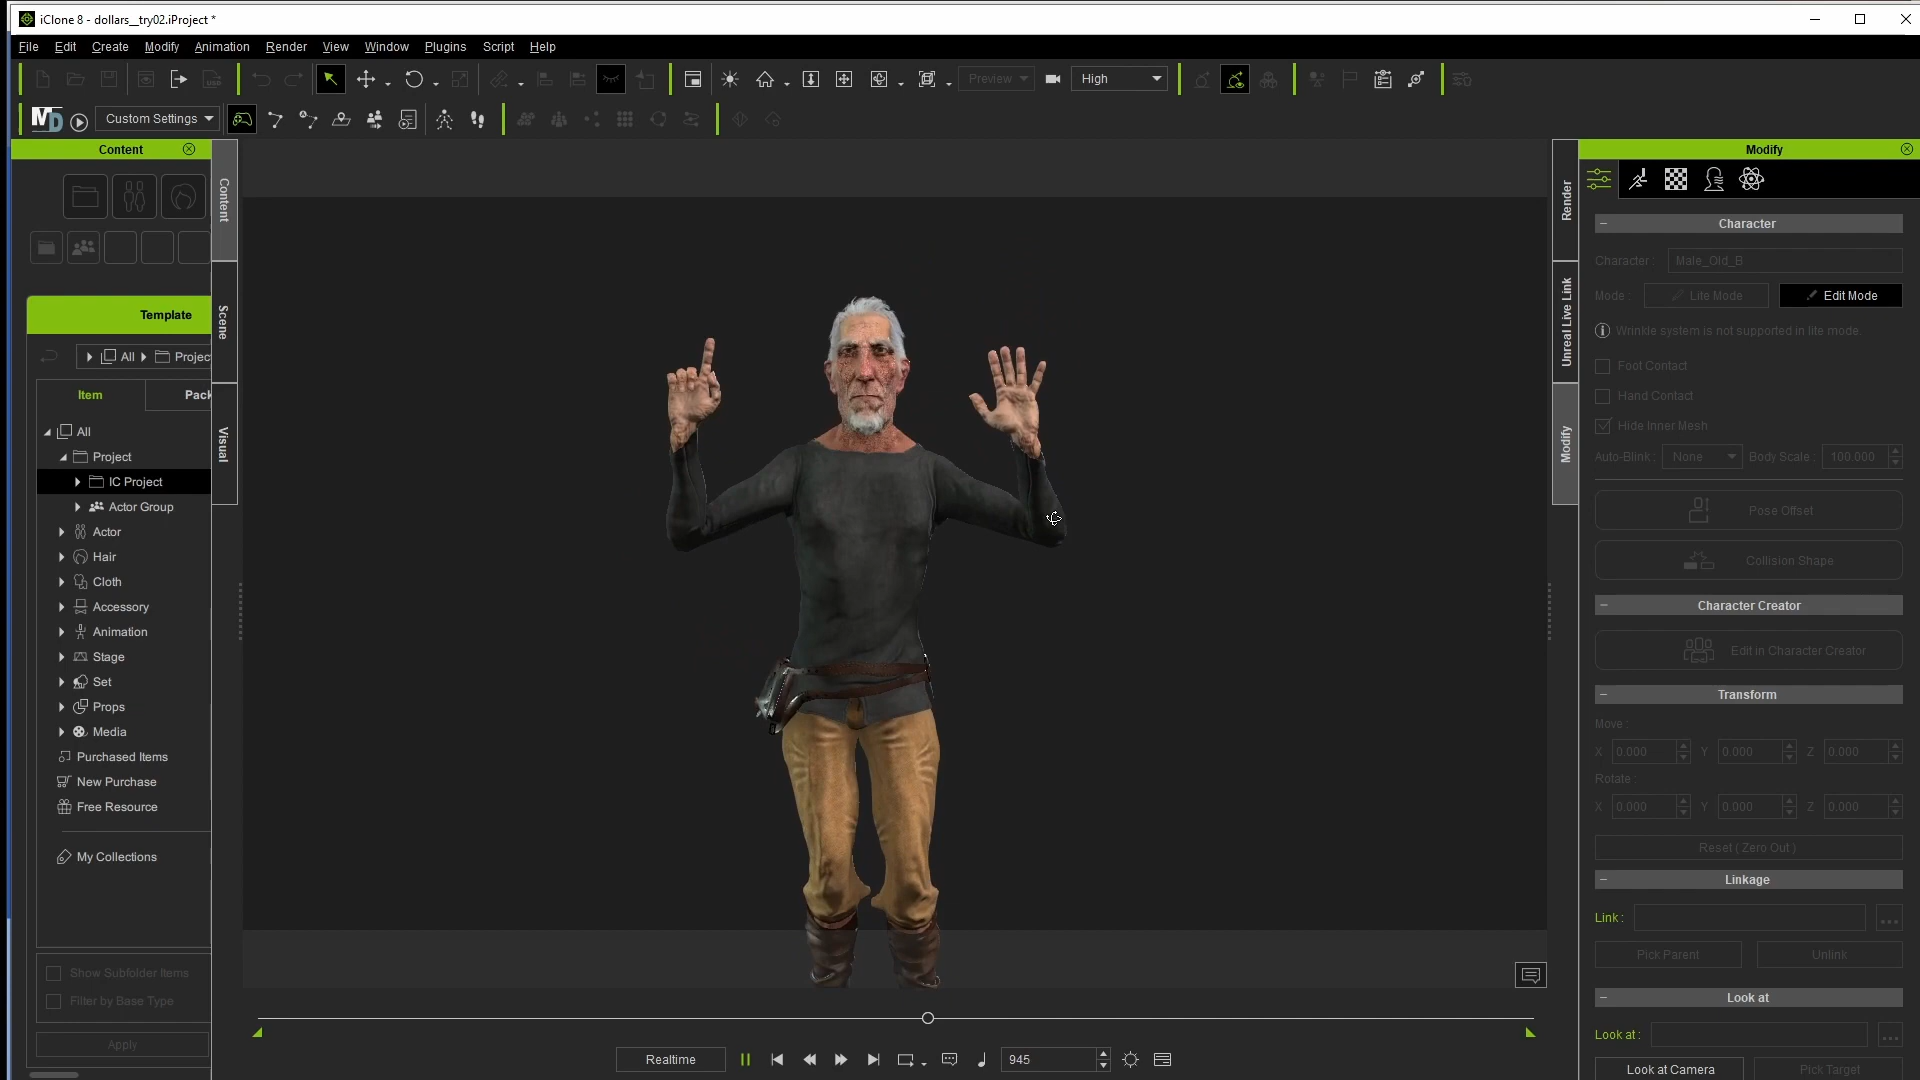 iClone 8 - dollars__try02.iProject *
File Edit Create Modify Animation Render View Window Plugins Script Help
Preview High
MD Custom Settings
Content
Template
All Projec
Item Pack
All
Project
IC Project
Actor Group
Actor
Hair
Cloth
Accessory
Animation
Stage
Set
Props
Media
Purchased Items
New Purchase
Free Resource
My Collections
Show Subfolder Items
Filter by Base Type
Apply
Content
Scene
Visual
Realtime 945
Render
Unreal Live Link
Modify
Modify
Character
Character : Male_Old_B
Mode : Lite Mode Edit Mode
Wrinkle system is not supported in lite mode.
Foot Contact
Hand Contact
Hide Inner Mesh
Auto-Blink : None Body Scale : 100.000
Pose Offset
Collision Shape
Character Creator
Edit in Character Creator
Transform
Move :
X 0.000 Y 0.000 Z 0.000
Rotate :
X 0.000 Y 0.000 Z 0.000
Reset ( Zero Out )
Linkage
Link : ...
Pick Parent Unlink
Look at
Look at : ...
Look at Camera Pick Target